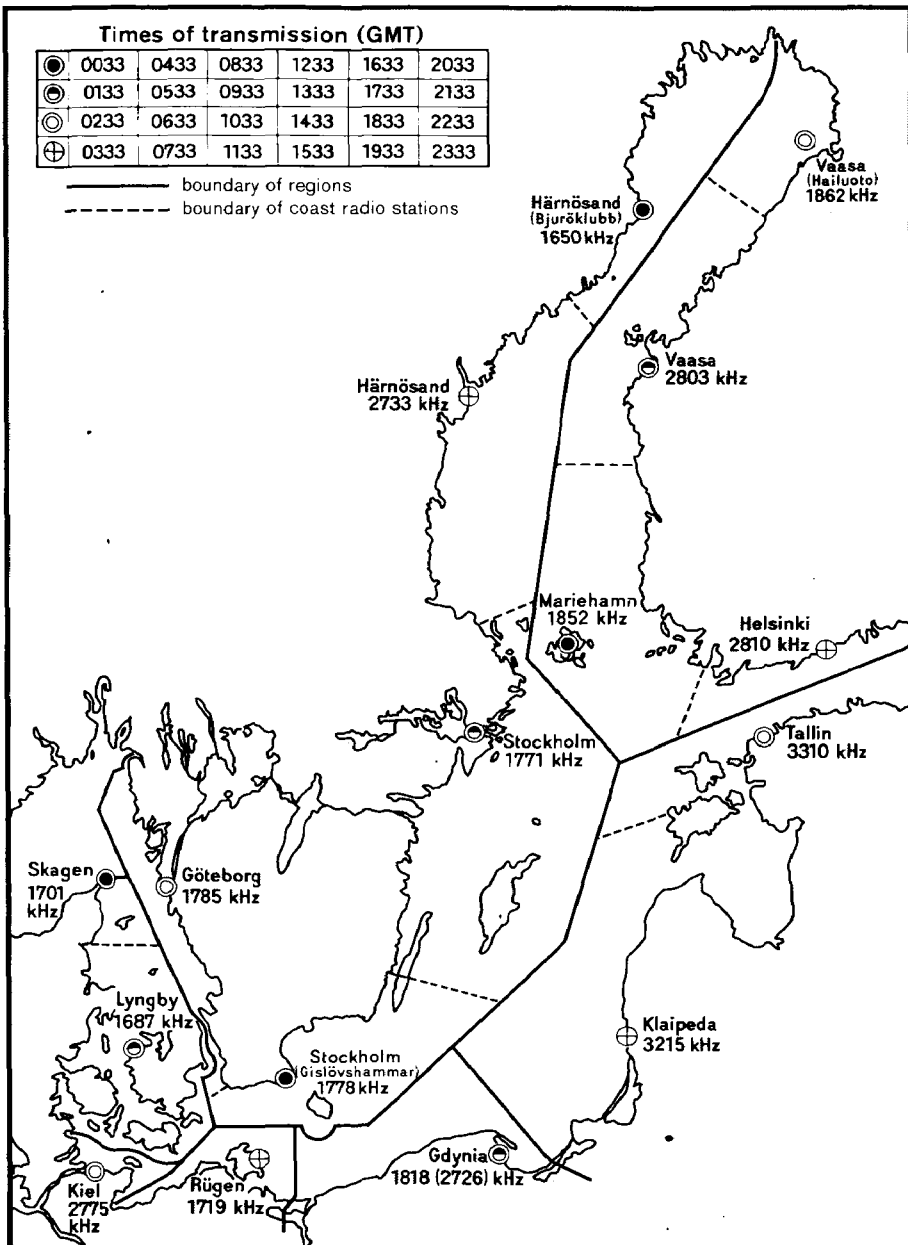 Times of transmission (GMT)
0033 0433 0833 1233 1633 2033
0133 0533 0933 1333 1733 2133
0233 0633 1033 1433 1833 2233
0333 0733 1133 1533 1933 2333
boundary of regions
boundary of coast radio stations
Vaasa
(Hailuoto)
1862 kHz
Härnösand
(Bjuröklubb)
1650 kHz
Vaasa
2803 kHz
Härnösand
2733 kHz
Mariehamn
1852 kHz
Helsinki
2810 kHz
Stockholm
1771 kHz
Tallin
3310 kHz
Skagen
1701
kHz
Göteborg
1785 kHz
Lyngby
1687 kHz
Klaipeda
3215 kHz
Stockholm
(Gislövshammar)
1778 kHz
Kiel
2775
kHz
Rügen
1719 kHz
Gdynia
1818 (2726) kHz